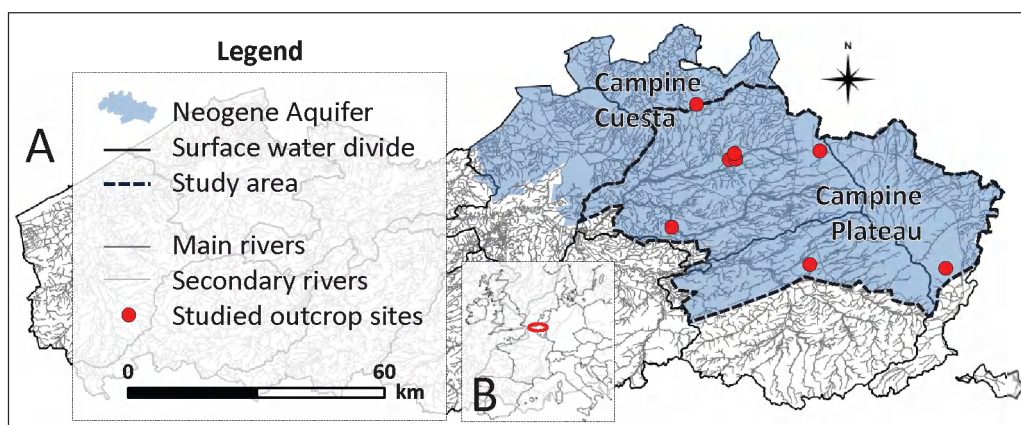 Legend
A
Neogene Aquifer
Surface water divide
Study area
Main rivers
Secondary rivers
Studied outcrop sites
0 60
km
B
Campine
Cuesta
N
Campine
Plateau